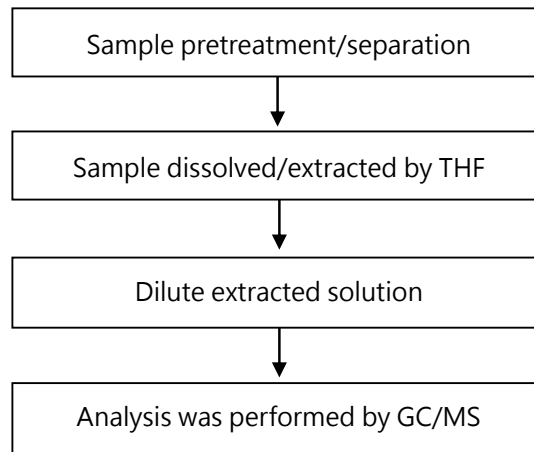 Sample pretreatment/separation
Sample dissolved/extracted by THF
Dilute extracted solution
Analysis was performed by GC/MS